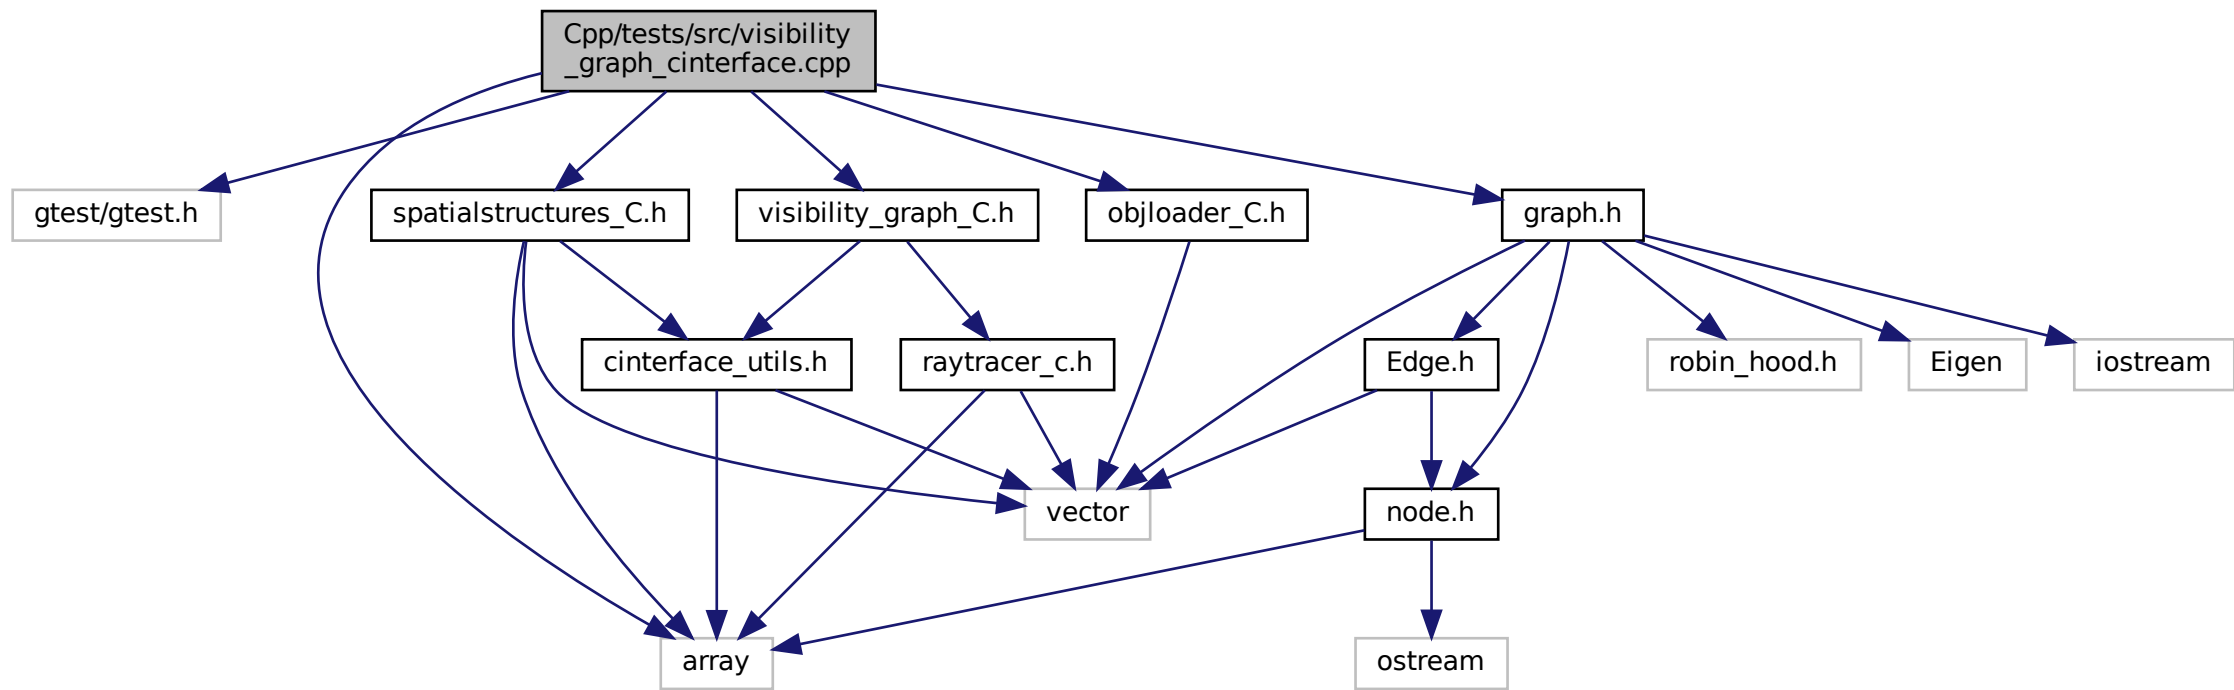 Cpp/tests/src/visibility
_graph_cinterface.cpp
gtest/gtest.h
spatialstructures_C.h
visibility_graph_C.h
objloader_C.h
graph.h
cinterface_utils.h
raytracer_c.h
Edge.h
robin_hood.h
Eigen
iostream
vector
node.h
array
ostream